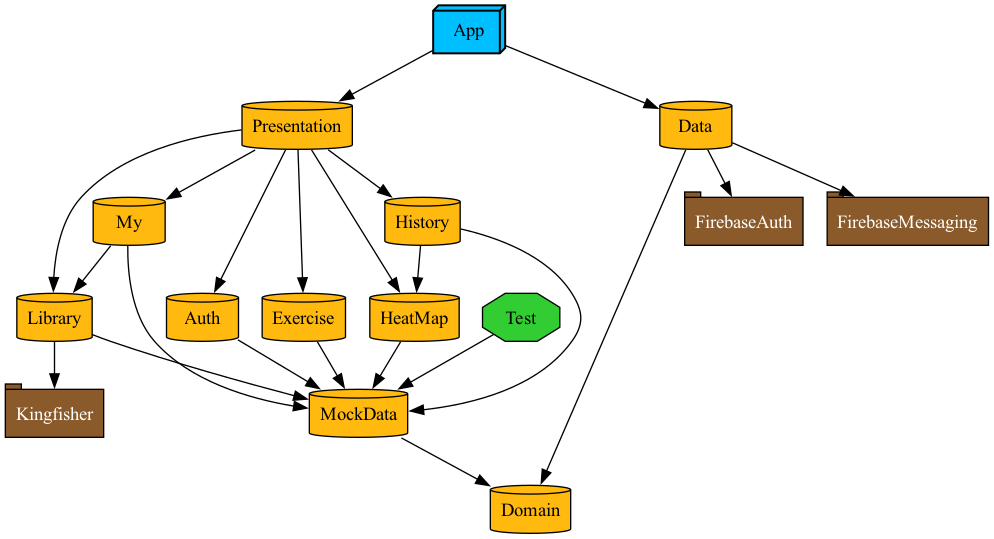 App
Presentation
Data
My
History
FirebaseAuth
FirebaseMessaging
Library
Auth
Exercise
HeatMap
Test
Kingfisher
MockData
Domain